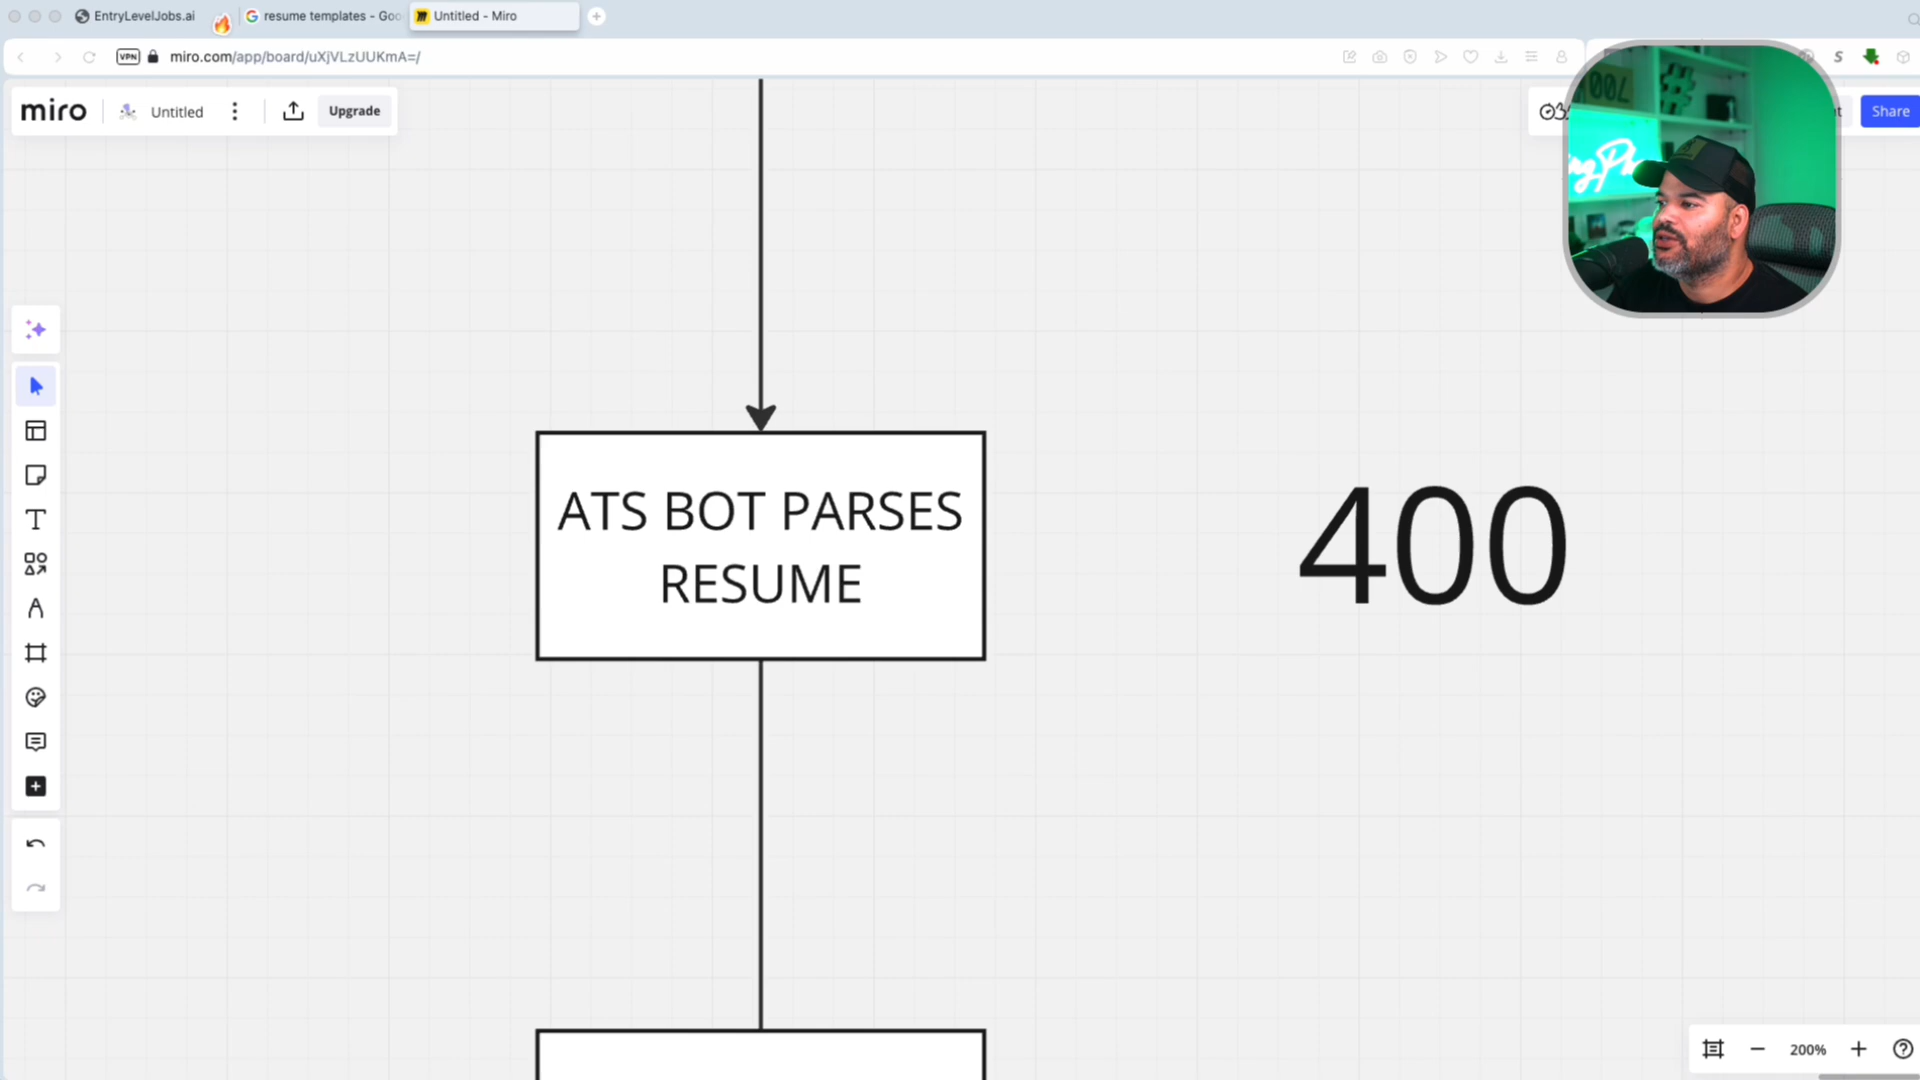 EntryLevelJobs.ai
resume templates - Goo
Untitled - Miro
VPN
miro.com/app/board/uXjVLzUUKmA=/
miro
Untitled
Upgrade
Share
ATS BOT PARSES
RESUME
400
200%